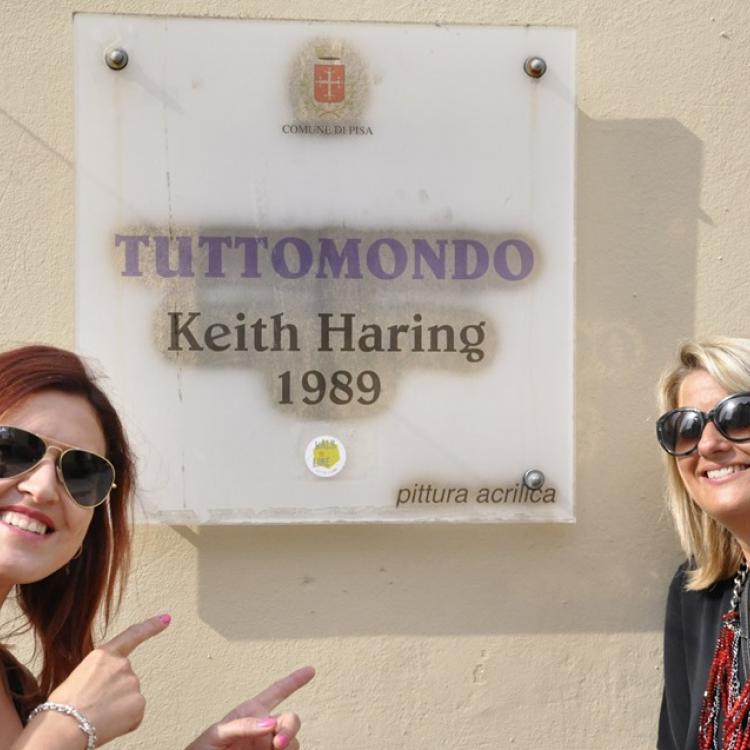 COMUNE DI PISA
TUTTOMONDO
Keith Haring
1989
pittura acrilica